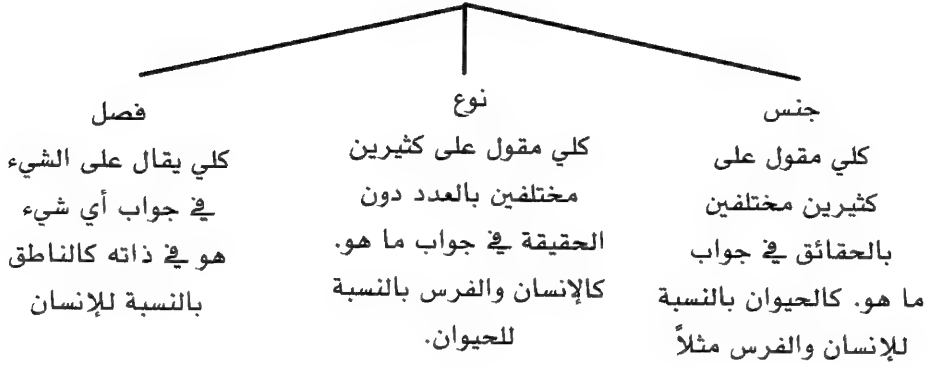 جنس
كلي مقول على
كثيرين مختلفين
بالحقائق في جواب
ما هو. كالحيوان بالنسبة
للإنسان والفرس مثلاً
نوع
كلي مقول على كثيرين
مختلفين بالعدد دون
الحقيقة في جواب ما هو.
كالإنسان والفرس بالنسبة
للحيوان.
فصل
كلي يقال على الشيء
في جواب أي شيء
هو في ذاته كالناطق
بالنسبة للإنسان